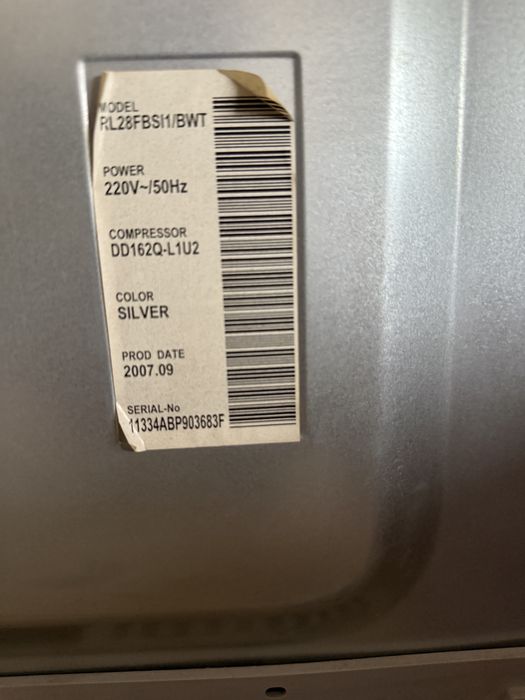 MODEL
RL28FBSI1/BWT
POWER
220V~/50Hz
COMPRESSOR
DD162Q-L1U2
COLOR
SILVER
PROD DATE
2007.09
SERIAL-No
11334ABP903683F